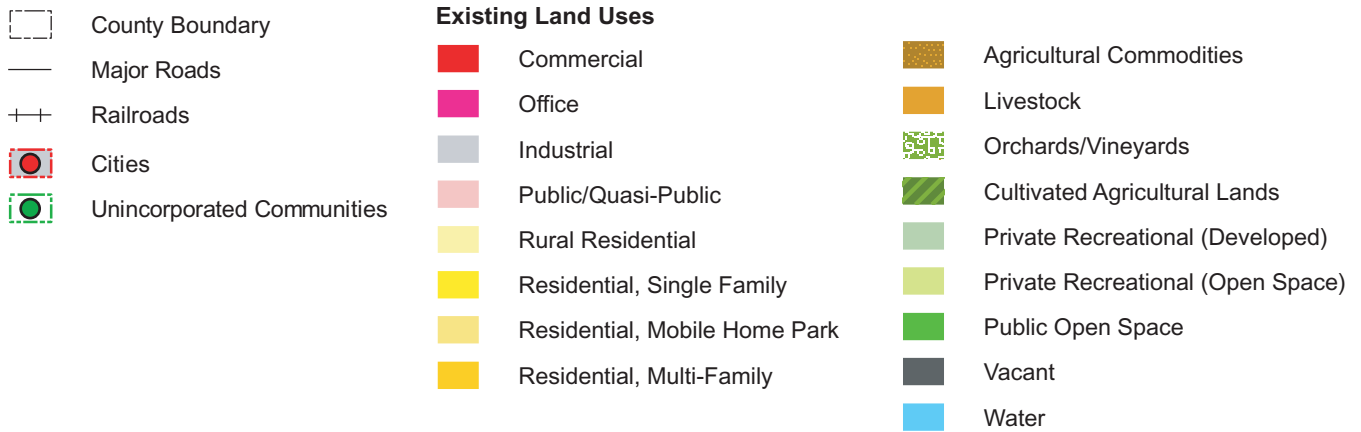 County Boundary
Major Roads
Railroads
Cities
Unincorporated Communities
Existing Land Uses
Commercial
Office
Industrial
Public/Quasi-Public
Rural Residential
Residential, Single Family
Residential, Mobile Home Park
Residential, Multi-Family
Agricultural Commodities
Livestock
Orchards/Vineyards
Cultivated Agricultural Lands
Private Recreational (Developed)
Private Recreational (Open Space)
Public Open Space
Vacant
Water